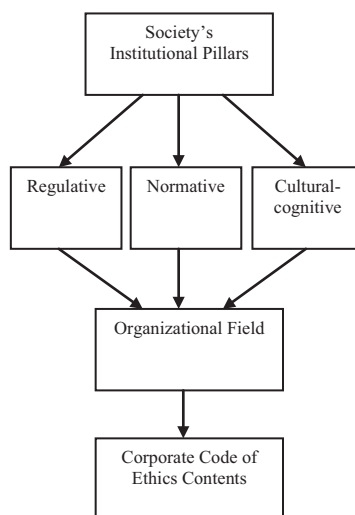 Society's
Institutional Pillars
Regulative
Normative
Cultural-
cognitive
Organizational Field
Corporate Code of
Ethics Contents